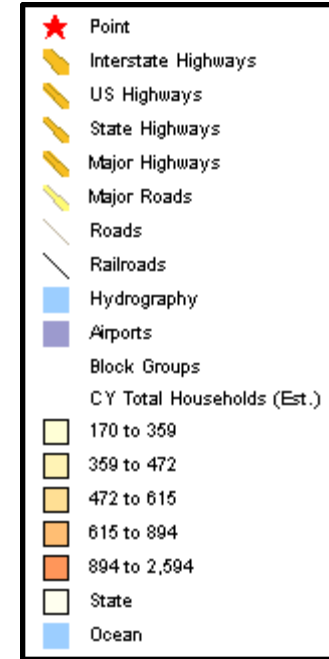 Point
Interstate Highways
US Highways
State Highways
Major Highways
Major Roads
Roads
Railroads
Hydrography
Airports
Block Groups
CY Total Households (Est.)
170 to 359
359 to 472
472 to 615
615 to 894
894 to 2,594
State
Ocean